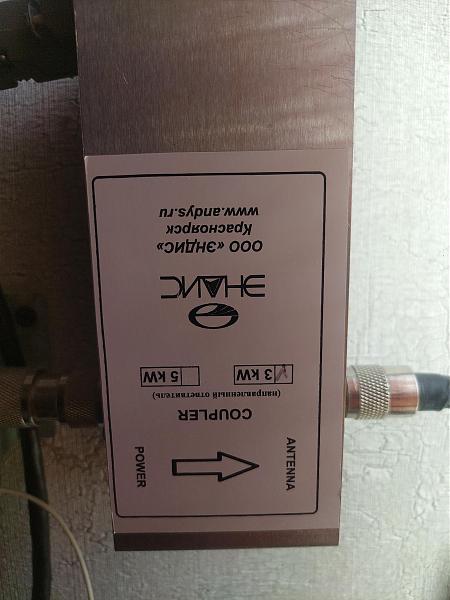 ANTENNA
POWER
COUPLER
(направленный ответвитель)
3 kW 5 kW
ЭНДИС
ООО «ЭНДИС»
Красноярск
www.andys.ru